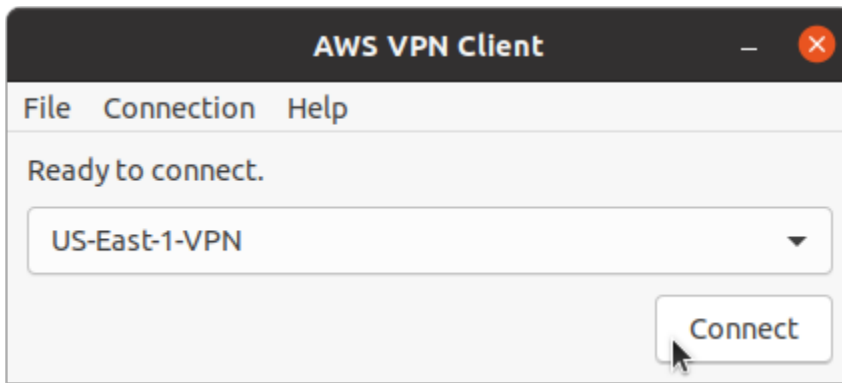 AWS VPN Client
File Connection Help
Ready to connect.
US-East-1-VPN
Connect